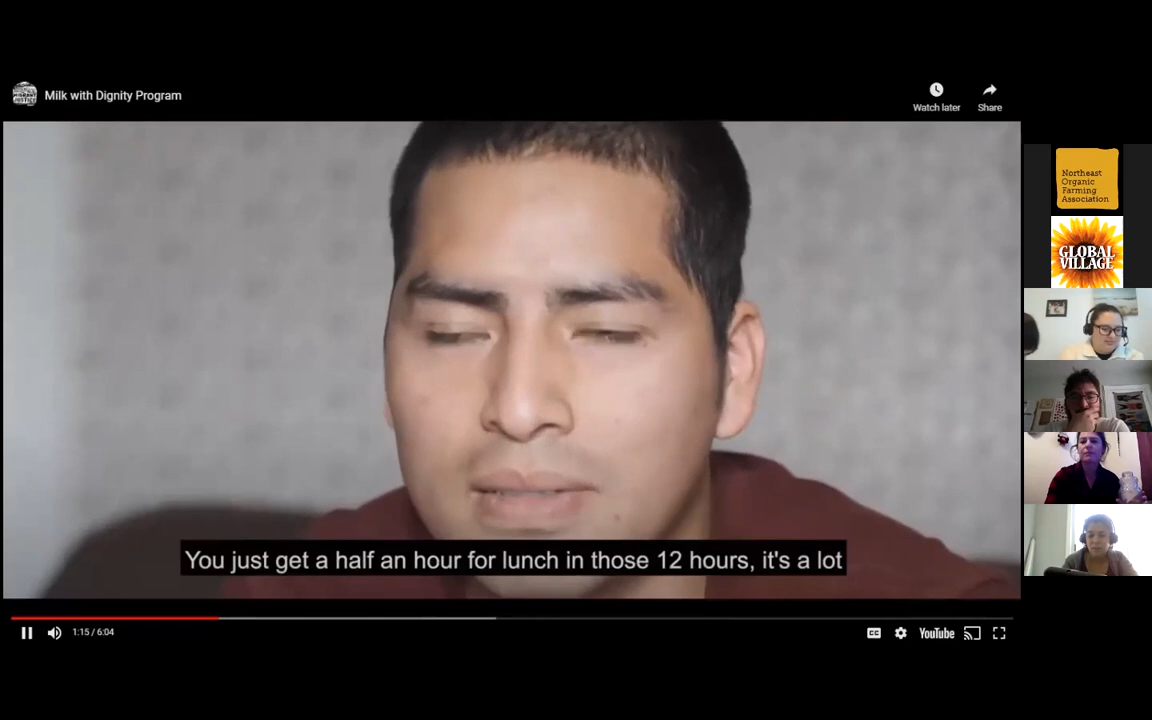 Milk with Dignity Program
Watch later
Share
Northeast
Organic
Farming
Association
GLOBAL
VILLAGE
You just get a half an hour for lunch in those 12 hours, it's a lot
1:15 / 6:04
CC
YouTube